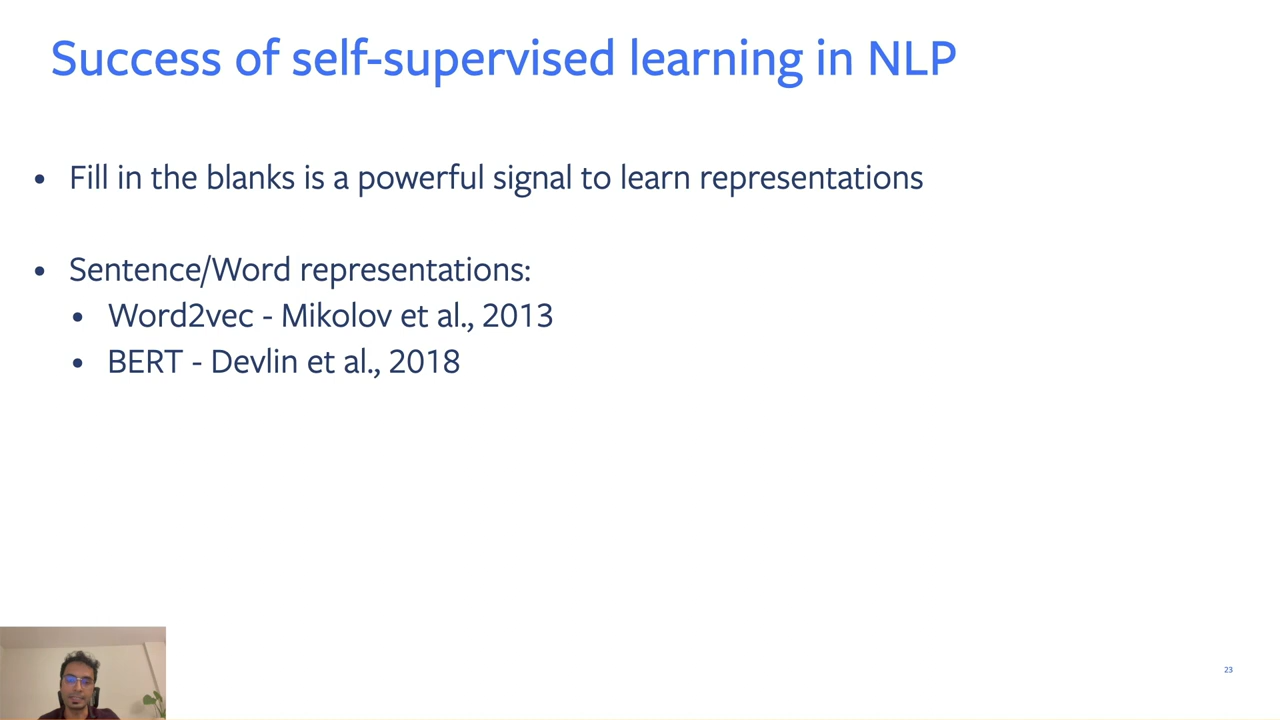 Success of self-supervised learning in NLP
• Fill in the blanks is a powerful signal to learn representations
• Sentence/Word representations:
• Word2vec - Mikolov et al., 2013
• BERT - Devlin et al., 2018
23